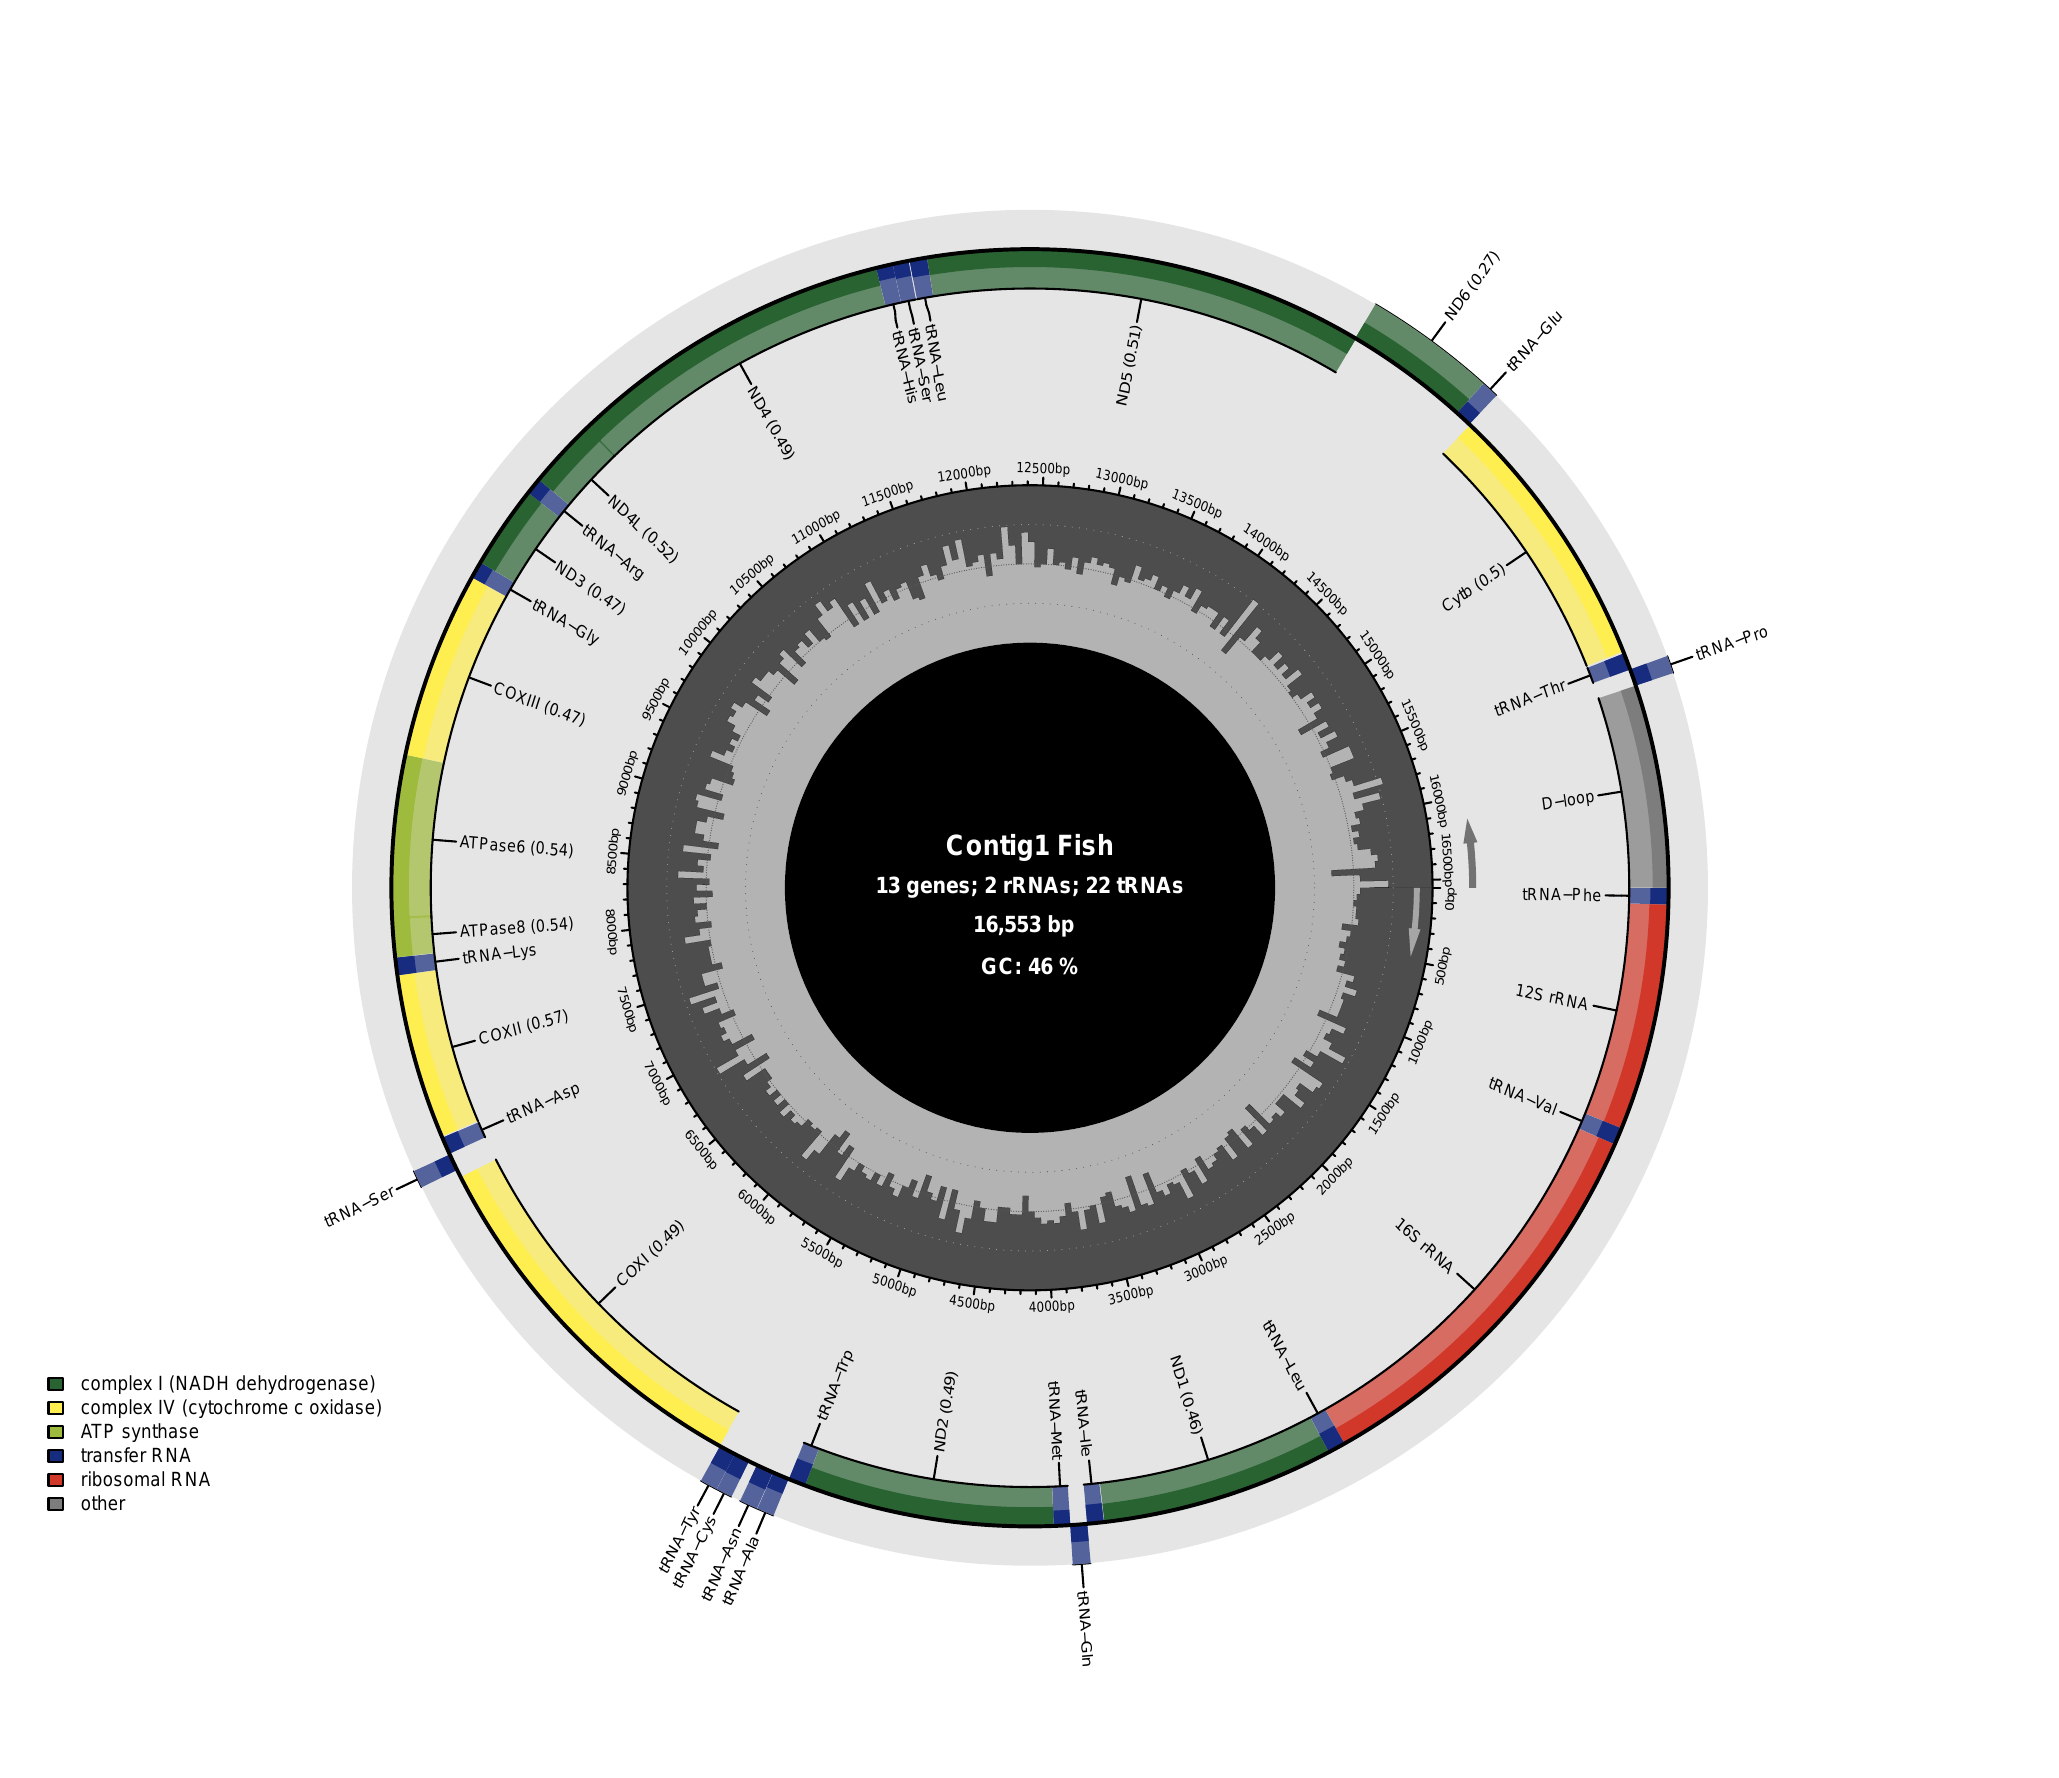 ND6 (0.27)
tRNA-Glu
tRNA-Leu
tRNA-Ser
tRNA-His
ND5 (0.51)
ND4 (0.49)
ND4L (0.52)
tRNA-Arg
ND3 (0.47)
tRNA-Gly
COXIII (0.47)
ATPase6 (0.54)
ATPase8 (0.54)
tRNA-Lys
COXII (0.57)
tRNA-Asp
tRNA-Ser
COXI (0.49)
tRNA-Tyr
tRNA-Cys
tRNA-Asn
tRNA-Ala
tRNA-Trp
ND2 (0.49)
tRNA-Met
tRNA-Ile
tRNA-Gln
ND1 (0.46)
tRNA-Leu
16S rRNA
tRNA-Val
12S rRNA
tRNA-Phe
D-loop
tRNA-Thr
tRNA-Pro
Cytb (0.5)
0bp
500bp
1000bp
1500bp
2000bp
2500bp
3000bp
3500bp
4000bp
4500bp
5000bp
5500bp
6000bp
6500bp
7000bp
7500bp
8000bp
8500bp
9000bp
9500bp
10000bp
10500bp
11000bp
11500bp
12000bp
12500bp
13000bp
13500bp
14000bp
14500bp
15000bp
15500bp
16000bp
16500bp
Contig1 Fish
13 genes; 2 rRNAs; 22 tRNAs
16,553 bp
GC: 46 %
complex I (NADH dehydrogenase)
complex IV (cytochrome c oxidase)
ATP synthase
transfer RNA
ribosomal RNA
other